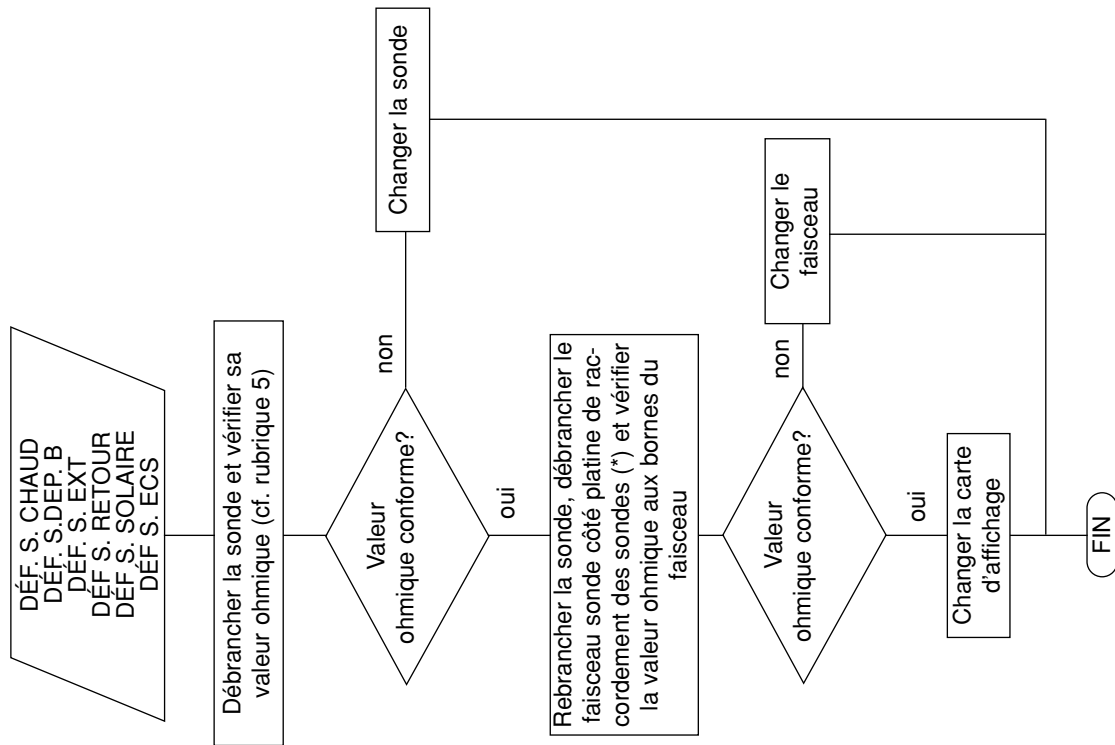 DÉF. S. CHAUD
DÉF. S.DEP. B
DÉF. S. EXT
DÉF S. RETOUR
DÉF S. SOLAIRE
DÉF S. ECS
Débrancher la sonde et vérifier sa
valeur ohmique (cf. rubrique 5)
Valeur
ohmique conforme?
non
Changer la sonde
oui
Rebrancher la sonde, débrancher le
faisceau sonde côté platine de rac-
cordement des sondes (*) et vérifier
la valeur ohmique aux bornes du
faisceau
Valeur
ohmique conforme?
non
Changer le
faisceau
oui
Changer la carte
d'affichage
FIN